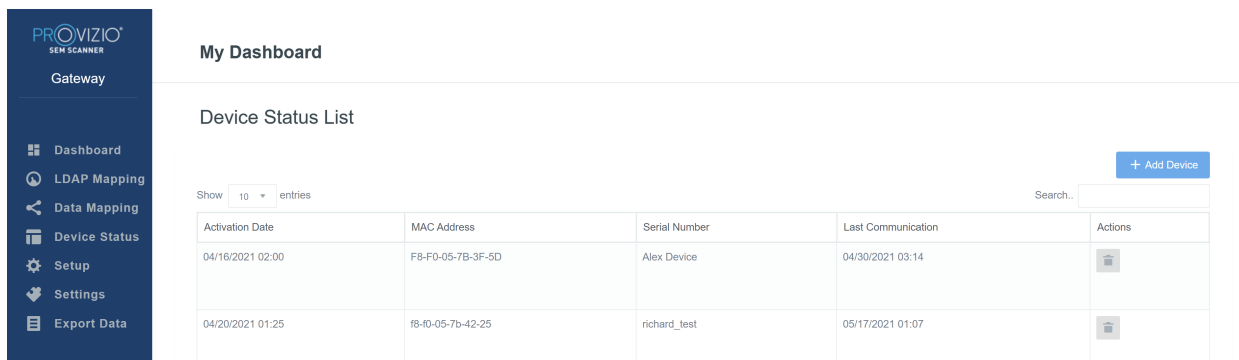 PROVIZIO®
SEM SCANNER
Gateway
Dashboard
LDAP Mapping
Data Mapping
Device Status
Setup
Settings
Export Data
My Dashboard
Device Status List
+ Add Device
Show 10 entries
Search..
Activation Date MAC Address Serial Number Last Communication Actions
04/16/2021 02:00 F8-F0-05-7B-3F-5D Alex Device 04/30/2021 03:14
04/20/2021 01:25 f8-f0-05-7b-42-25 richard_test 05/17/2021 01:07